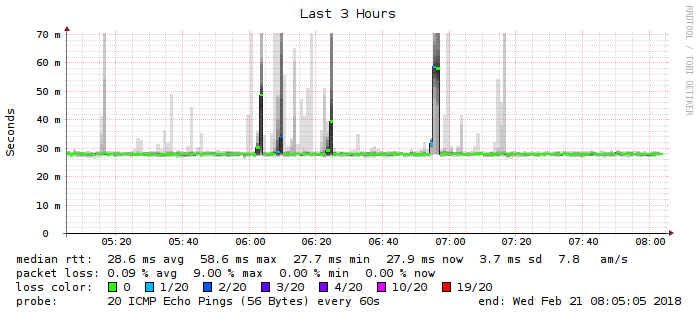 Last 3 Hours
RRDTOOL / TOBI OETIKER
Seconds
70 m
60 m
50 m
40 m
30 m
20 m
10 m
0
05:20 05:40 06:00 06:20 06:40 07:00 07:20 07:40 08:00
median rtt: 28.6 ms avg 58.6 ms max 27.7 ms min 27.9 ms now 3.7 ms sd 7.8 am/s
packet loss: 0.09 % avg 9.00 % max 0.00 % min 0.00 % now
loss color: 0 1/20 2/20 3/20 4/20 10/20 19/20
probe: 20 ICMP Echo Pings (56 Bytes) every 60s end: Wed Feb 21 08:05:05 2018